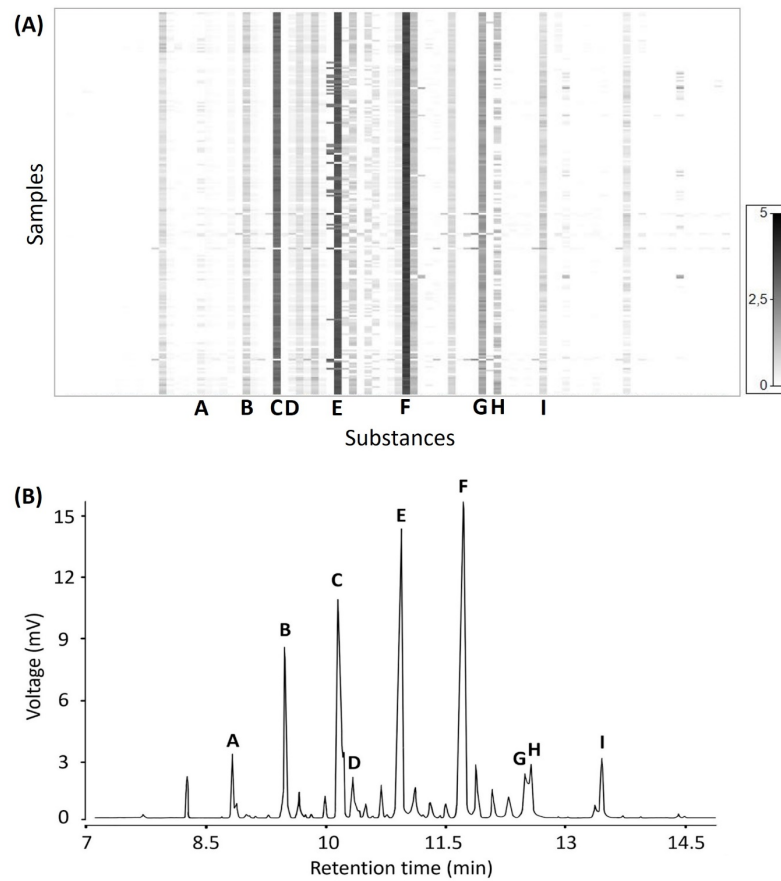 (A)
Samples
5
2,5
0
A B C D E F G H I
Substances
(B)
F
E
C
B
A
D
G H
I
15
12
9
6
3
0
Voltage (mV)
7 8.5 10 11.5 13 14.5
Retention time (min)